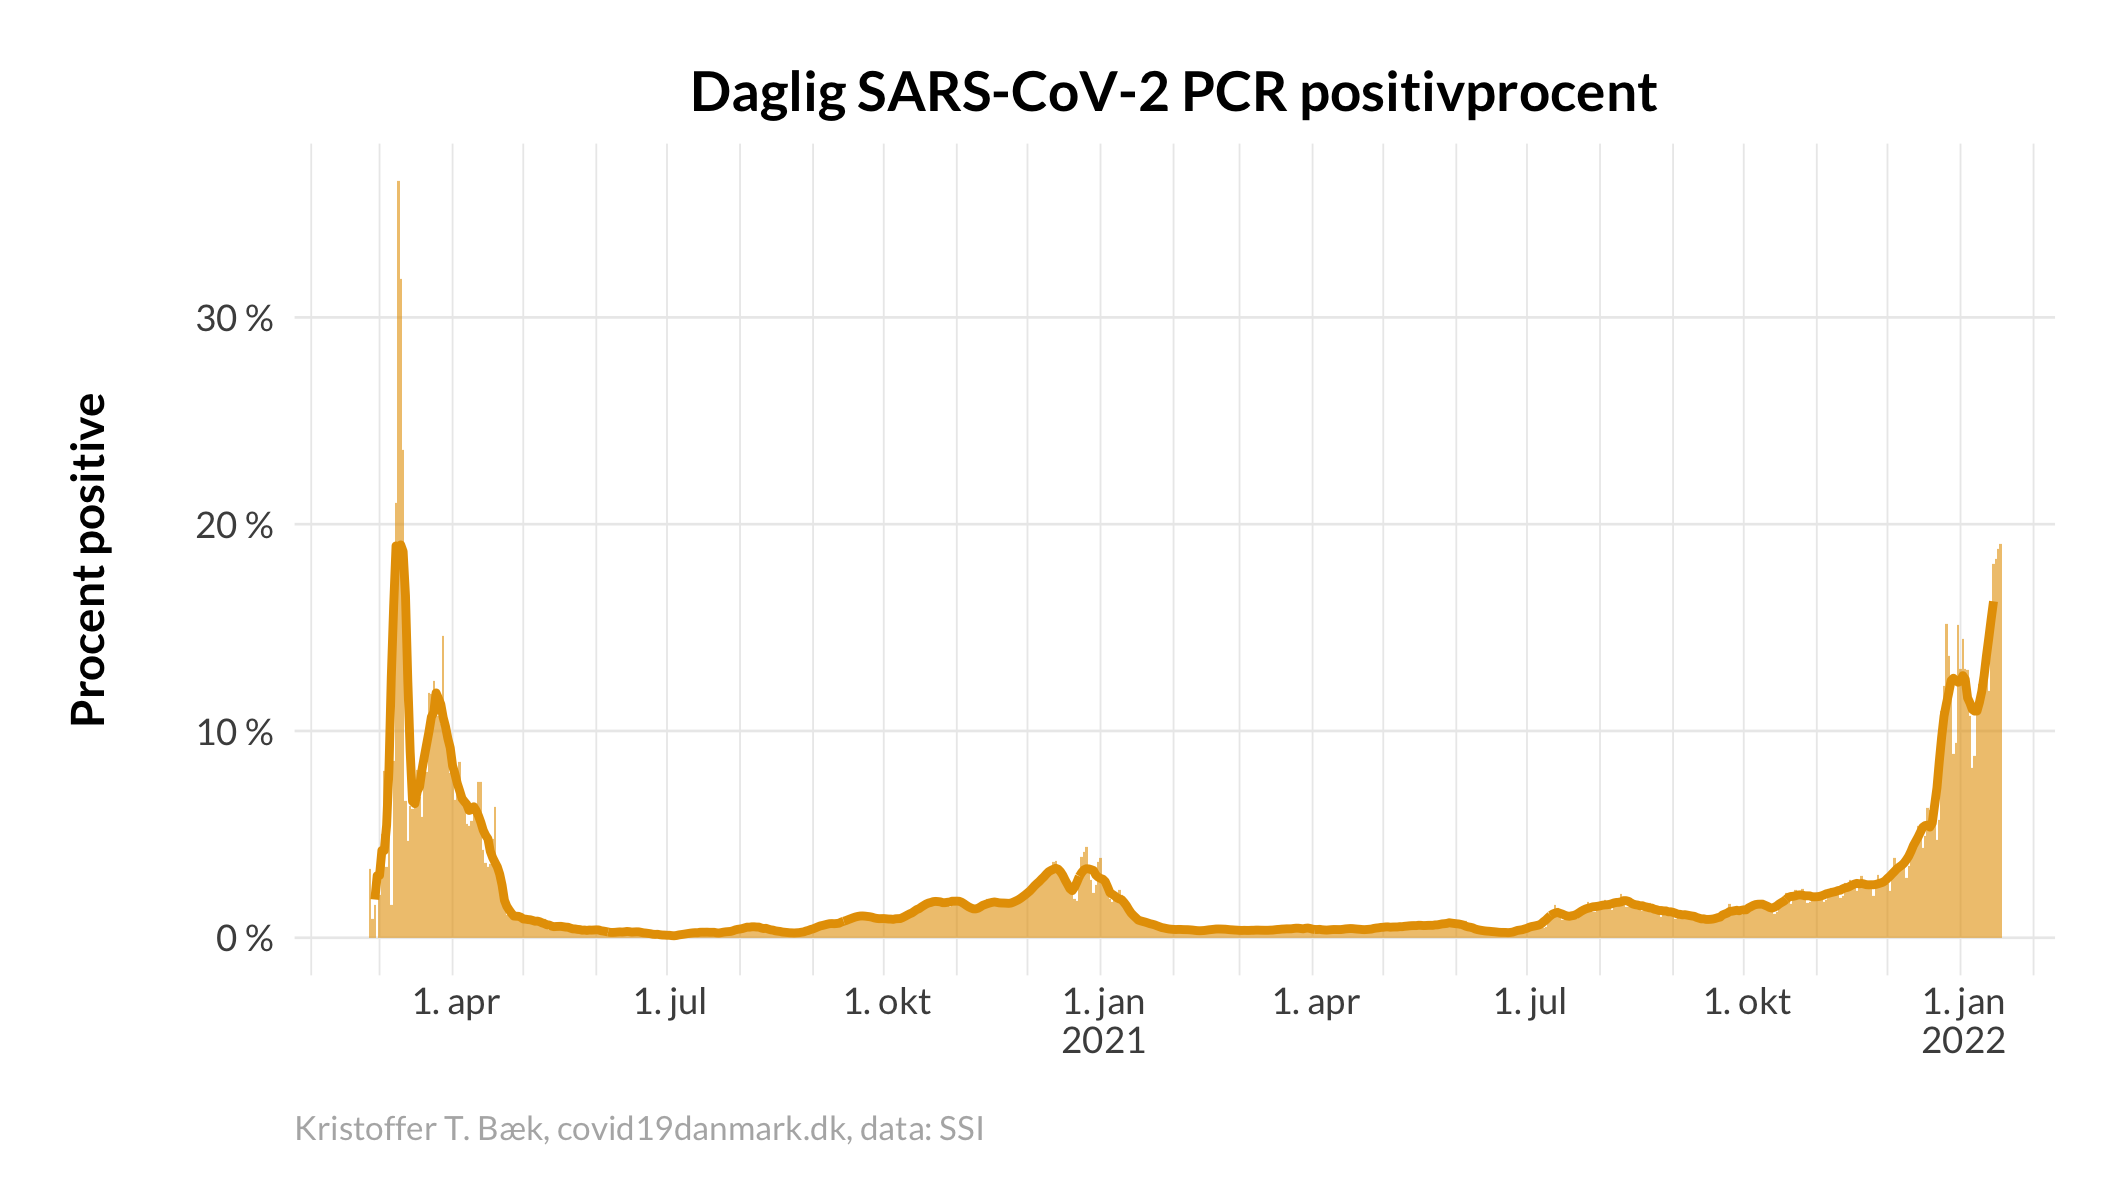 Daglig SARS-CoV-2 PCR positivprocent
Procent positive
30 %
20 %
10 %
0 %
1. apr
1. jul
1. okt
1. jan
2021
1. apr
1. jul
1. okt
1. jan
2022
Kristoffer T. Bæk, covid19danmark.dk, data: SSI